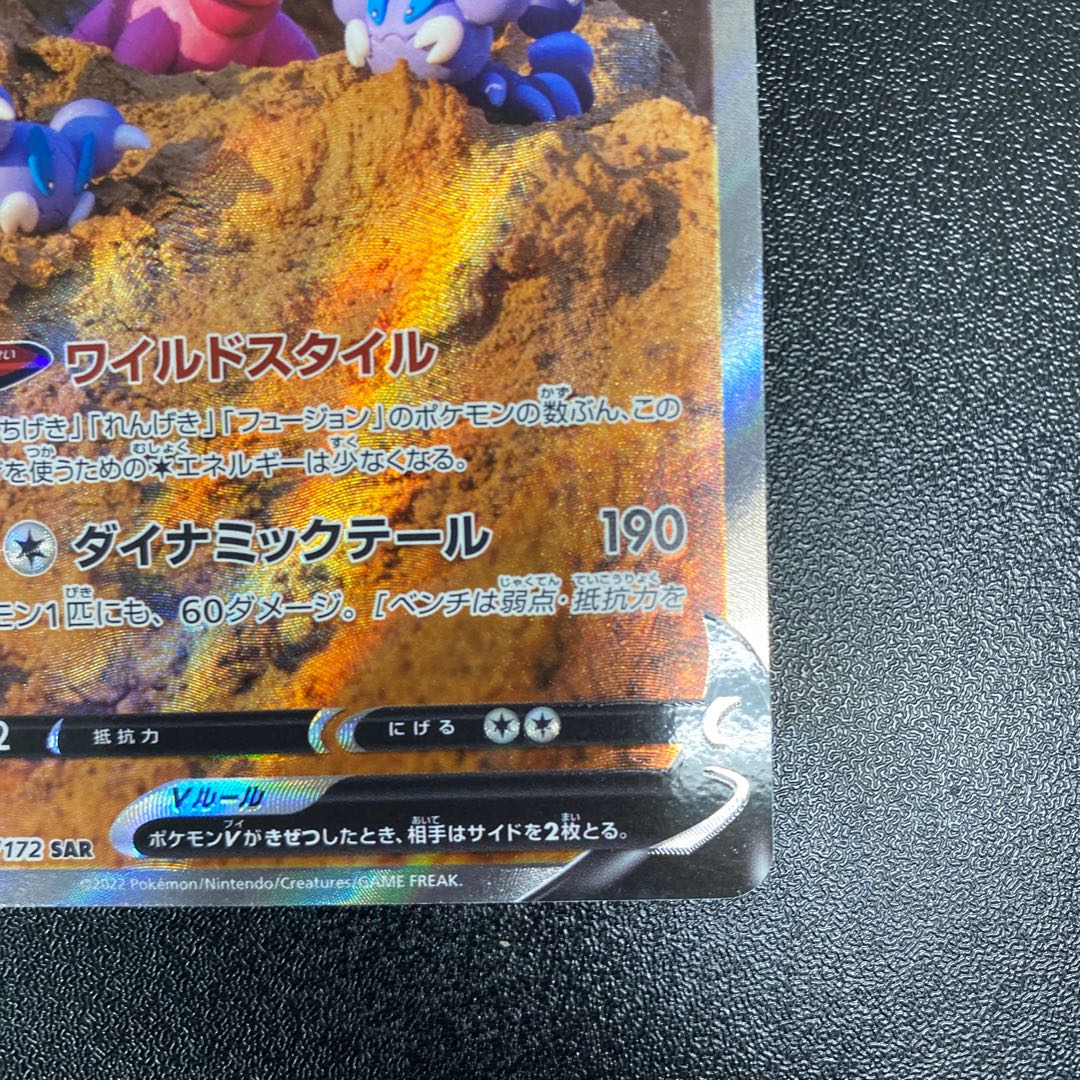 せい ワイルドスタイル
ちげき」「れんげき」「フュージョン」のポケモンの数ぶん、この
を使うための エネルギーは少なくなる。
ダイナミックテール 190
モン1匹にも、60ダメージ。[ベンチは弱点・抵抗力を
2 抵抗力 にげる
Vルール
ポケモンVがきぜつしたとき、相手はサイドを2枚とる。
/172 SAR
©2022 Pokémon/Nintendo/Creatures/GAME FREAK.